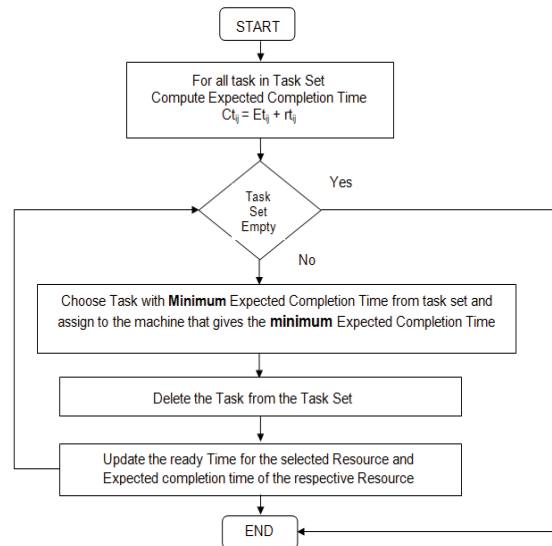 START
For all task in Task Set
Compute Expected Completion Time
Ctij = Etij + rtij
Yes
Task
Set
Empty
No
Choose Task with Minimum Expected Completion Time from task set and
assign to the machine that gives the minimum Expected Completion Time
Delete the Task from the Task Set
Update the ready Time for the selected Resource and
Expected completion time of the respective Resource
END